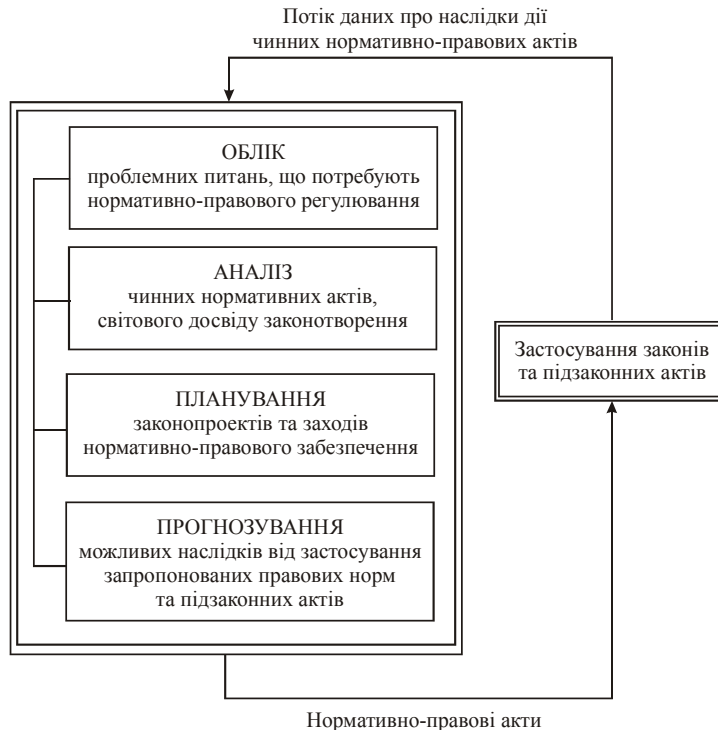 Потік даних про наслідки дії
чинних нормативно-правових актів
ОБЛІК
проблемних питань, що потребують
нормативно-правового регулювання
АНАЛІЗ
чинних нормативних актів,
світового досвіду законотворення
ПЛАНУВАННЯ
законопроектів та заходів
нормативно-правового забезпечення
ПРОГНОЗУВАННЯ
можливих наслідків від застосування
запропонованих правових норм
та підзаконних актів
Застосування законів
та підзаконних актів
Нормативно-правові акти